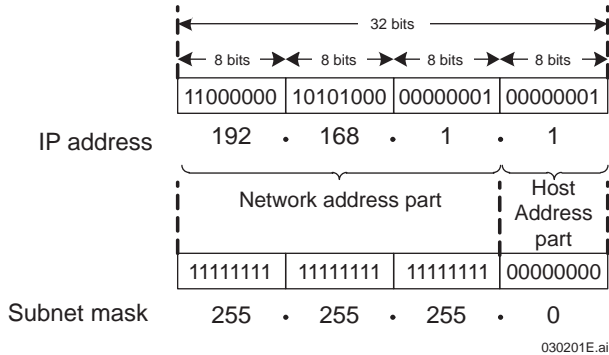 32 bits
8 bits 8 bits 8 bits 8 bits
11000000 10101000 00000001 00000001
IP address 192 . 168 . 1 . 1
Network address part
Host
Address
part
11111111 11111111 11111111 00000000
Subnet mask 255 . 255 . 255 . 0
030201E.ai